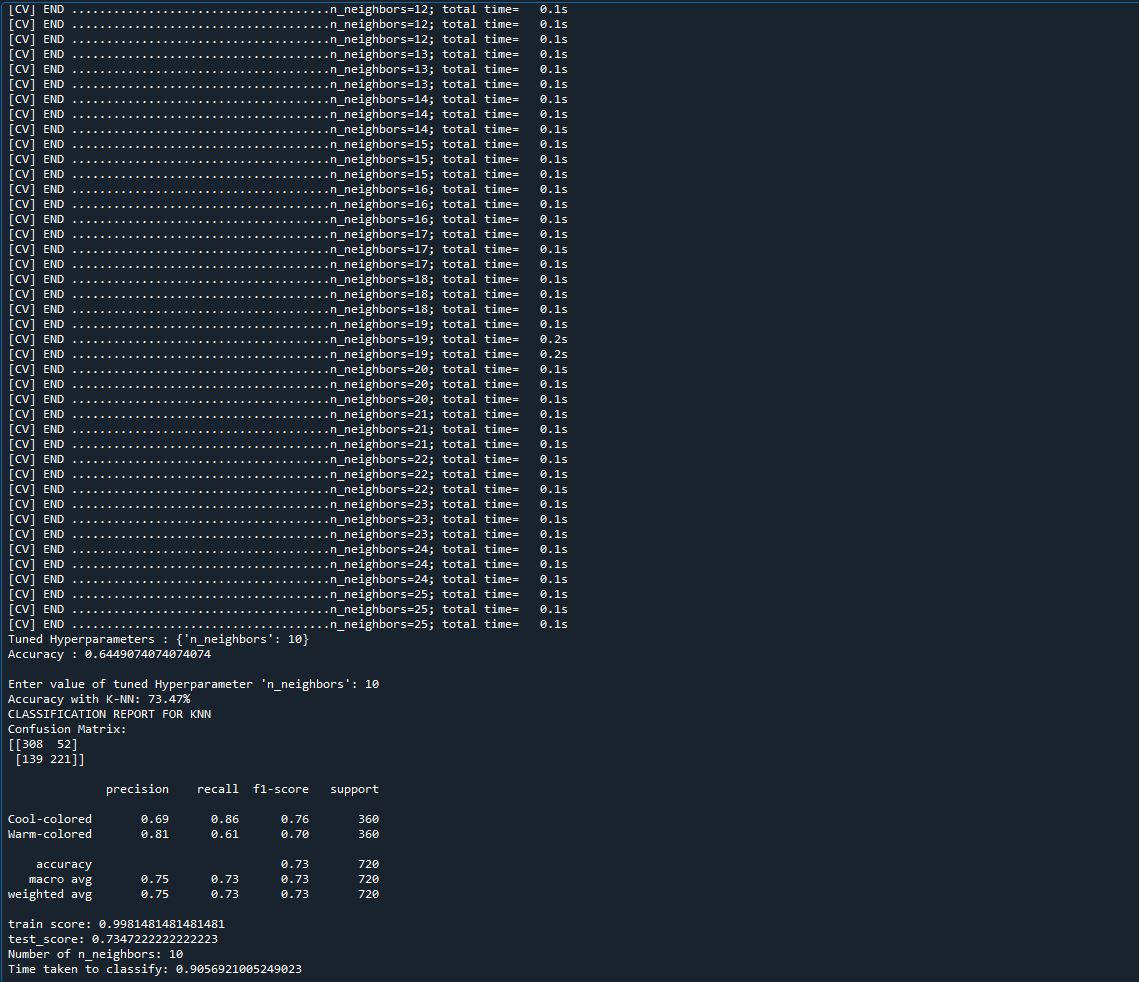 [CV] END .....................................n_neighbors=12; total time=   0.1s
[CV] END .....................................n_neighbors=12; total time=   0.1s
[CV] END .....................................n_neighbors=12; total time=   0.1s
[CV] END .....................................n_neighbors=13; total time=   0.1s
[CV] END .....................................n_neighbors=13; total time=   0.1s
[CV] END .....................................n_neighbors=13; total time=   0.1s
[CV] END .....................................n_neighbors=14; total time=   0.1s
[CV] END .....................................n_neighbors=14; total time=   0.1s
[CV] END .....................................n_neighbors=14; total time=   0.1s
[CV] END .....................................n_neighbors=15; total time=   0.1s
[CV] END .....................................n_neighbors=15; total time=   0.1s
[CV] END .....................................n_neighbors=15; total time=   0.1s
[CV] END .....................................n_neighbors=16; total time=   0.1s
[CV] END .....................................n_neighbors=16; total time=   0.1s
[CV] END .....................................n_neighbors=16; total time=   0.1s
[CV] END .....................................n_neighbors=17; total time=   0.1s
[CV] END .....................................n_neighbors=17; total time=   0.1s
[CV] END .....................................n_neighbors=17; total time=   0.1s
[CV] END .....................................n_neighbors=18; total time=   0.1s
[CV] END .....................................n_neighbors=18; total time=   0.1s
[CV] END .....................................n_neighbors=18; total time=   0.1s
[CV] END .....................................n_neighbors=19; total time=   0.1s
[CV] END .....................................n_neighbors=19; total time=   0.2s
[CV] END .....................................n_neighbors=19; total time=   0.2s
[CV] END .....................................n_neighbors=20; total time=   0.1s
[CV] END .....................................n_neighbors=20; total time=   0.1s
[CV] END .....................................n_neighbors=20; total time=   0.1s
[CV] END .....................................n_neighbors=21; total time=   0.1s
[CV] END .....................................n_neighbors=21; total time=   0.1s
[CV] END .....................................n_neighbors=21; total time=   0.1s
[CV] END .....................................n_neighbors=22; total time=   0.1s
[CV] END .....................................n_neighbors=22; total time=   0.1s
[CV] END .....................................n_neighbors=22; total time=   0.1s
[CV] END .....................................n_neighbors=23; total time=   0.1s
[CV] END .....................................n_neighbors=23; total time=   0.1s
[CV] END .....................................n_neighbors=23; total time=   0.1s
[CV] END .....................................n_neighbors=24; total time=   0.1s
[CV] END .....................................n_neighbors=24; total time=   0.1s
[CV] END .....................................n_neighbors=24; total time=   0.1s
[CV] END .....................................n_neighbors=25; total time=   0.1s
[CV] END .....................................n_neighbors=25; total time=   0.1s
[CV] END .....................................n_neighbors=25; total time=   0.1s
Tuned Hyperparameters : {'n_neighbors': 10}
Accuracy : 0.6449074074074074
Enter value of tuned Hyperparameter 'n_neighbors': 10
Accuracy with K-NN: 73.47%
CLASSIFICATION REPORT FOR KNN
Confusion Matrix:
[[308  52]
 [139 221]]
precision    recall  f1-score   support
Cool-colored       0.69      0.86      0.76       360
Warm-colored       0.81      0.61      0.70       360
accuracy                           0.73       720
macro avg       0.75      0.73      0.73       720
weighted avg       0.75      0.73      0.73       720
train score: 0.9981481481481481
test_score: 0.7347222222222223
Number of n_neighbors: 10
Time taken to classify: 0.9056921005249023